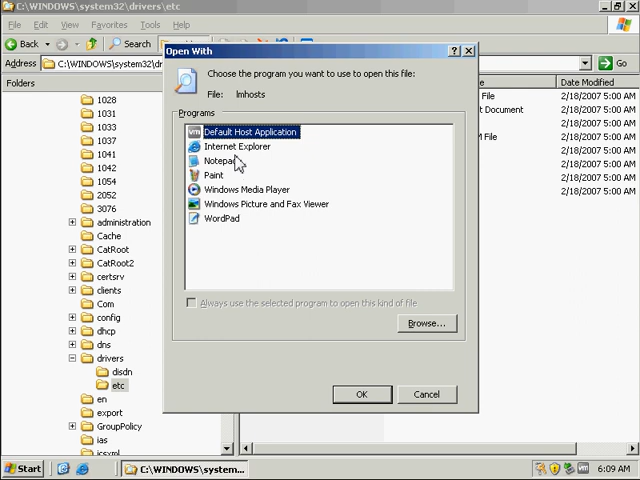 C:\WINDOWS\system32\drivers\etc
File Edit View Favorites Tools Help
Back Search
Address C:\WINDOWS\system32\dr Go
Folders
Date Modified
1028
1031
1033
1037
1041
1042
1054
2052
3076
administration
Cache
CatRoot
CatRoot2
certsrv
clients
Com
config
dhcp
dns
drivers
disdn
etc
en
export
GroupPolicy
ias
icsxml
Open With
Choose the program you want to use to open this file:
File: lmhosts
Programs
Default Host Application
Internet Explorer
Notepad
Paint
Windows Media Player
Windows Picture and Fax Viewer
WordPad
Always use the selected program to open this kind of file
Browse...
OK Cancel
File 2/18/2007 5:00 AM
t Document 2/18/2007 5:00 AM
2/18/2007 5:00 AM
M File 2/18/2007 5:00 AM
2/18/2007 5:00 AM
2/18/2007 5:00 AM
2/18/2007 5:00 AM
2/18/2007 5:00 AM
Start C:\WINDOWS\system... 6:09 AM